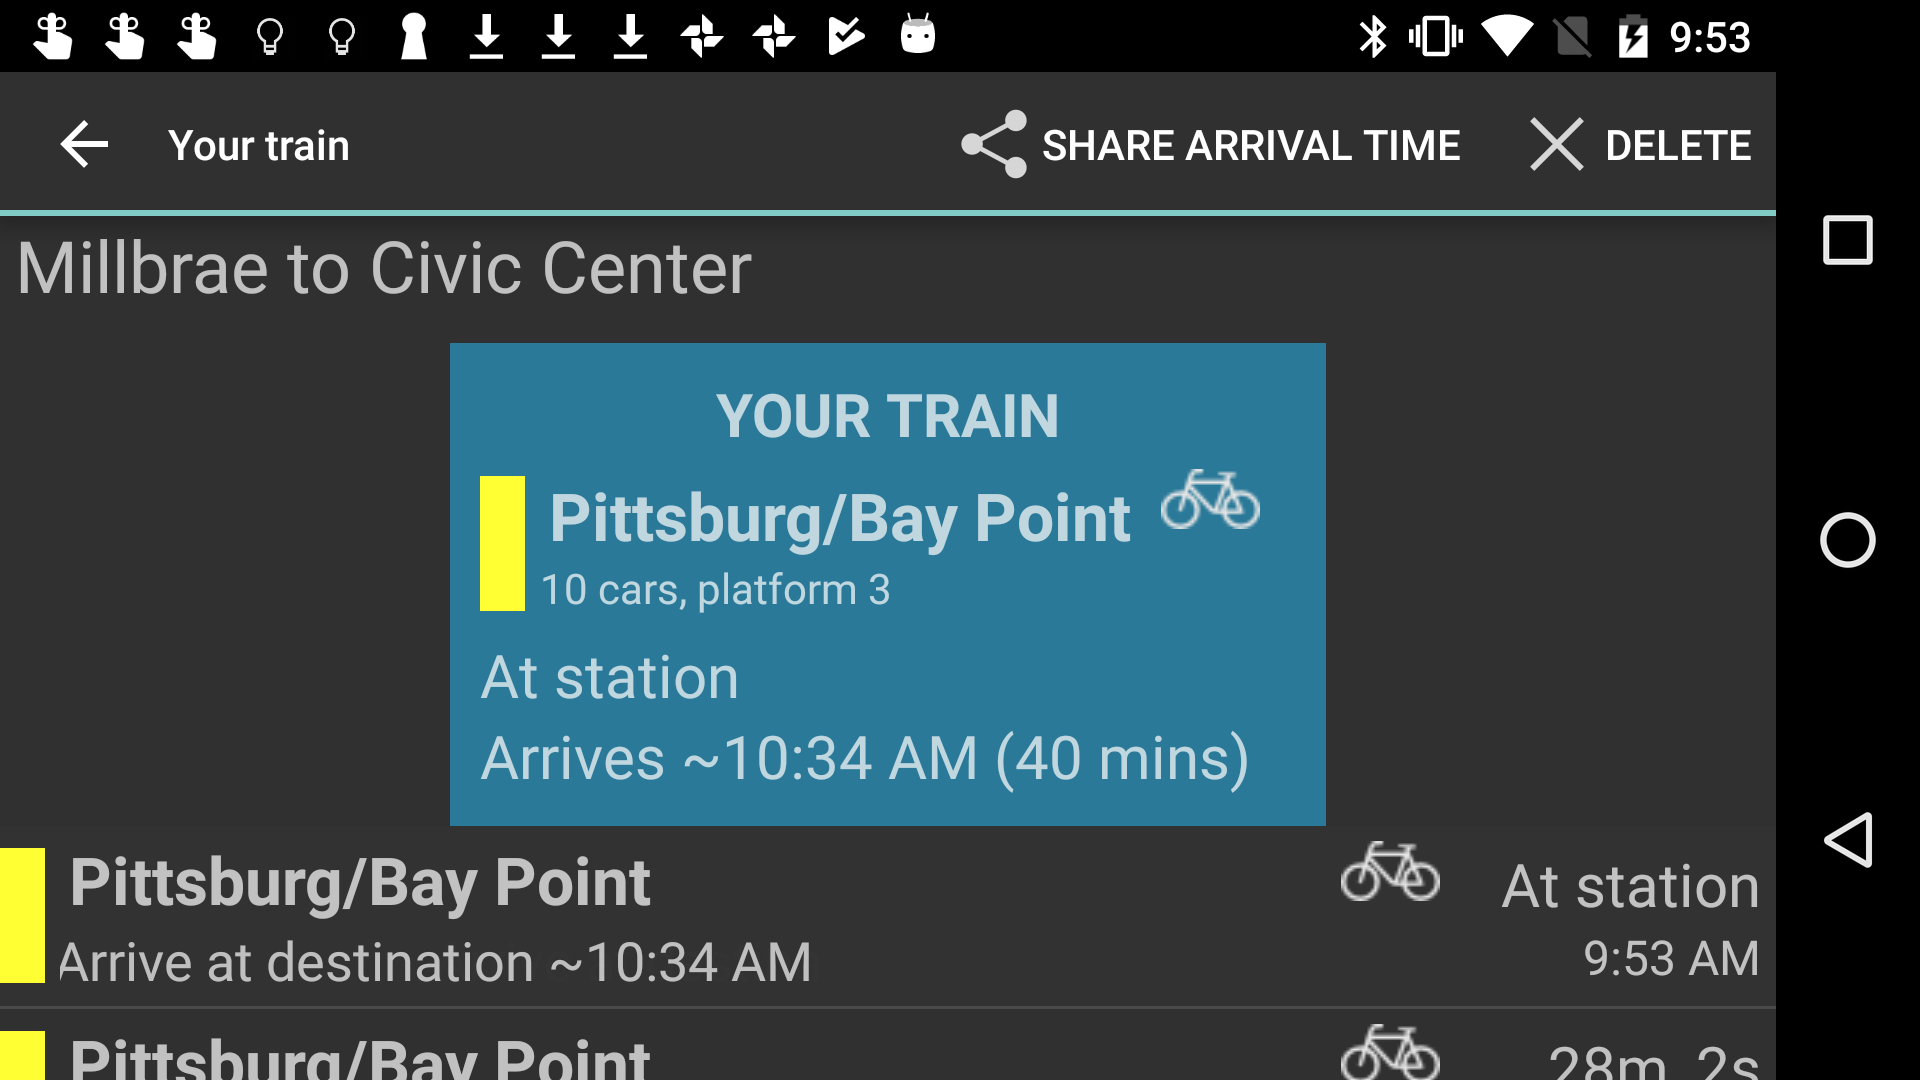 9:53
Your train
SHARE ARRIVAL TIME
DELETE
Millbrae to Civic Center
YOUR TRAIN
Pittsburg/Bay Point
10 cars, platform 3
At station
Arrives ~10:34 AM (40 mins)
Pittsburg/Bay Point
At station
Arrive at destination ~10:34 AM
9:53 AM
Pittsburg/Bay Point
28m, 2s